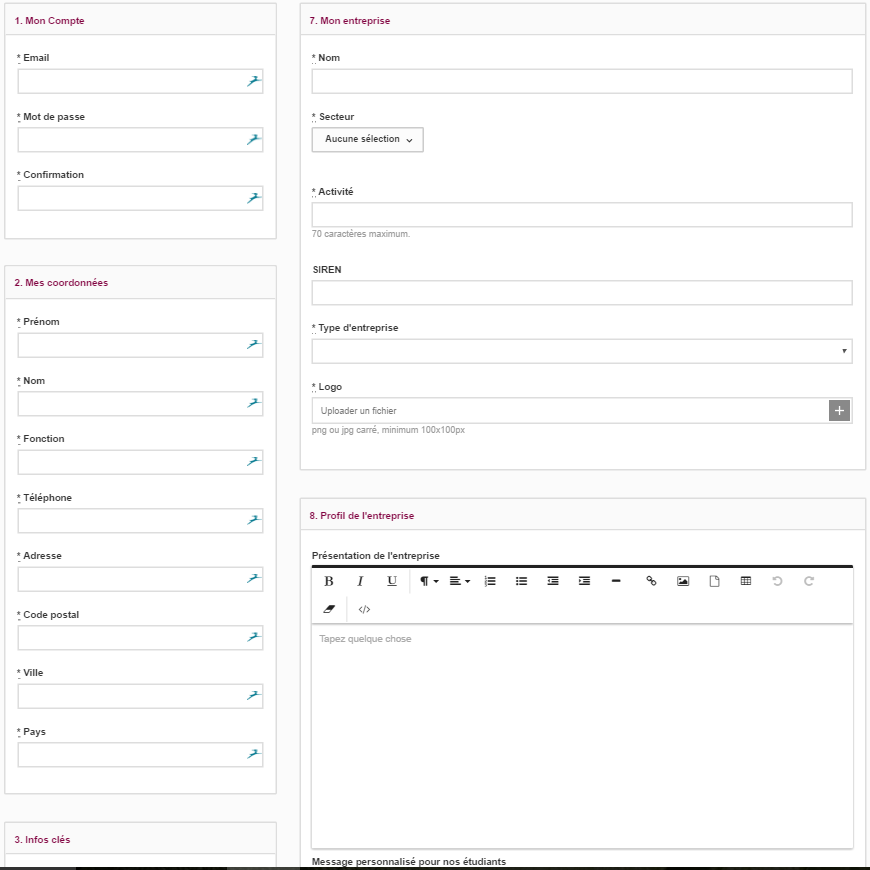 1. Mon Compte
* Email
* Mot de passe
* Confirmation
2. Mes coordonnées
* Prénom
* Nom
* Fonction
* Téléphone
* Adresse
* Code postal
* Ville
* Pays
3. Infos clés
7. Mon entreprise
* Nom
* Secteur
Aucune sélection
* Activité
70 caractères maximum.
SIREN
* Type d'entreprise
* Logo
Uploader un fichier
png ou jpg carré, minimum 100x100px
8. Profil de l'entreprise
Présentation de l'entreprise
B I U
</>
Tapez quelque chose
Message personnalisé pour nos étudiants